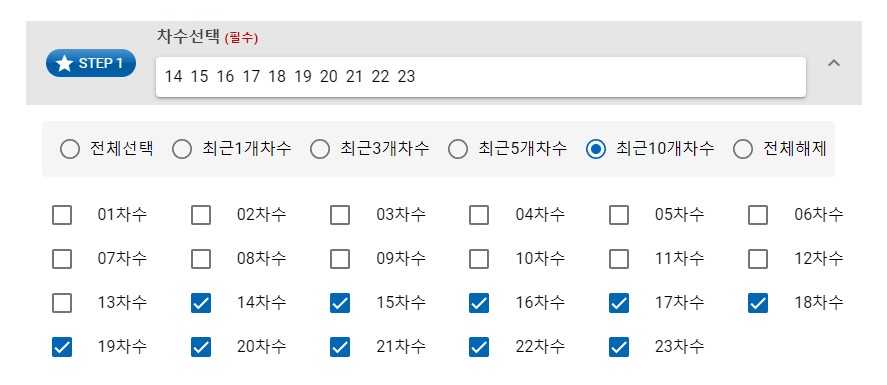 차수선택 (필수)
STEP 1
14 15 16 17 18 19 20 21 22 23
전체선택 최근1개차수 최근3개차수 최근5개차수 최근10개차수 전체해제
01차수 02차수 03차수 04차수 05차수 06차수
07차수 08차수 09차수 10차수 11차수 12차수
13차수 14차수 15차수 16차수 17차수 18차수
19차수 20차수 21차수 22차수 23차수